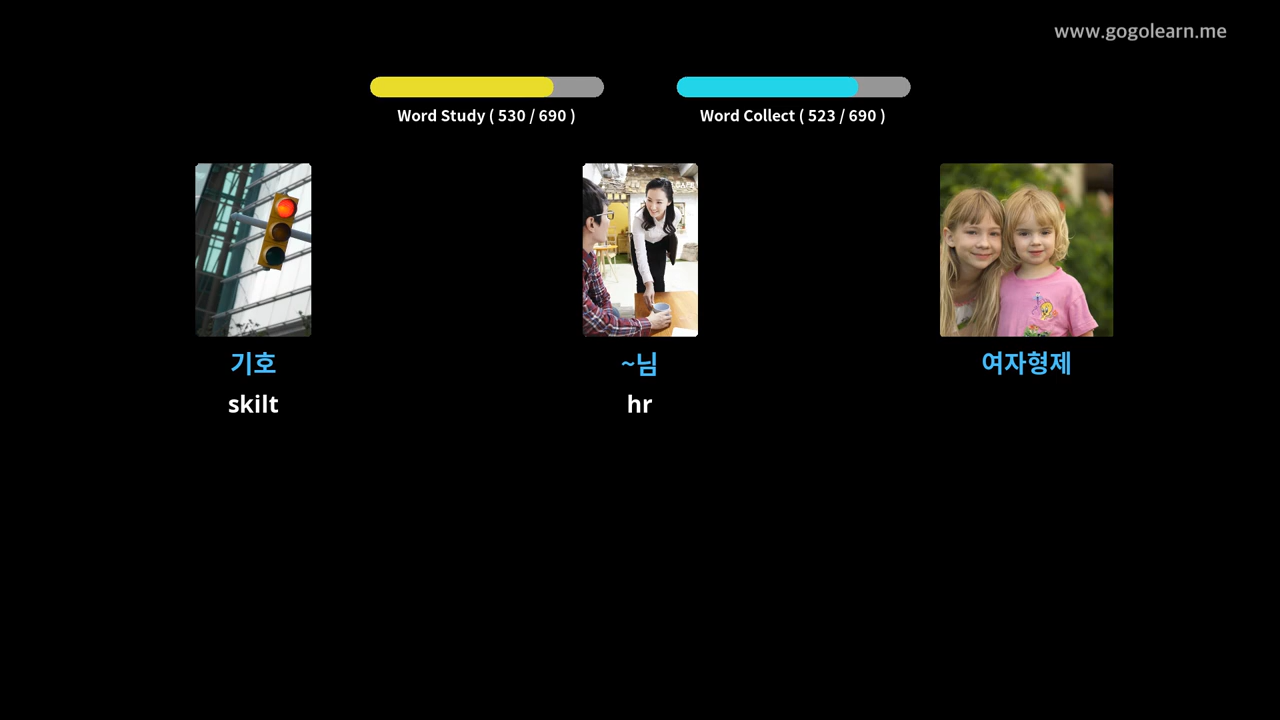 www.gogolearn.me
Word Study ( 530 / 690 )
Word Collect ( 523 / 690 )
기호
~님
여자형제
skilt
hr